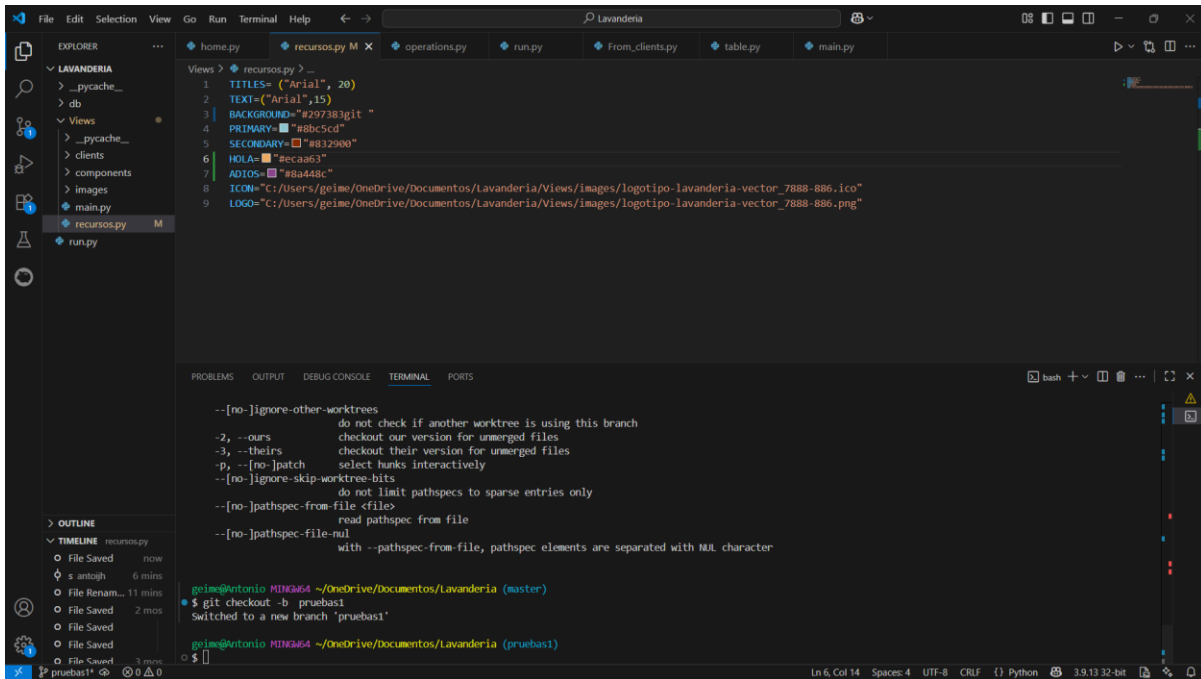 File Edit Selection View Go Run Terminal Help
Lavanderia
EXPLORER
LAVANDERIA
__pycache__
db
Views
__pycache__
clients
components
images
main.py
recursos.py M
run.py
OUTLINE
TIMELINE recursos.py
File Saved now
s antoijh 6 mins
File Renam... 11 mins
File Saved 2 mos
File Saved
File Saved
File Saved 3 mos
home.py recursos.py M operations.py run.py From_clients.py table.py main.py
Views > recursos.py > ...
1 TITLES= ("Arial", 20)
2 TEXT=("Arial",15)
3 BACKGROUND="#297383git "
4 PRIMARY="#8bc5cd"
5 SECONDARY="#832900"
6 HOLA="#ecaa63"
7 ADIOS="#8a448c"
8 ICON="C:/Users/geime/OneDrive/Documentos/Lavanderia/Views/images/logotipo-lavanderia-vector_7888-886.ico"
9 LOGO="C:/Users/geime/OneDrive/Documentos/Lavanderia/Views/images/logotipo-lavanderia-vector_7888-886.png"
PROBLEMS OUTPUT DEBUG CONSOLE TERMINAL PORTS
bash
--[no-]ignore-other-worktrees
do not check if another worktree is using this branch
-2, --ours checkout our version for unmerged files
-3, --theirs checkout their version for unmerged files
-p, --[no-]patch select hunks interactively
--[no-]ignore-skip-worktree-bits
do not limit pathspecs to sparse entries only
--[no-]pathspec-from-file <file>
read pathspec from file
--[no-]pathspec-file-nul
with --pathspec-from-file, pathspec elements are separated with NUL character
geime@Antonio MINGW64 ~/OneDrive/Documentos/Lavanderia (master)
$ git checkout -b pruebas1
Switched to a new branch 'pruebas1'
geime@Antonio MINGW64 ~/OneDrive/Documentos/Lavanderia (pruebas1)
$
pruebas1* 0 0 Ln 6, Col 14 Spaces: 4 UTF-8 CRLF {} Python 3.9.13 32-bit